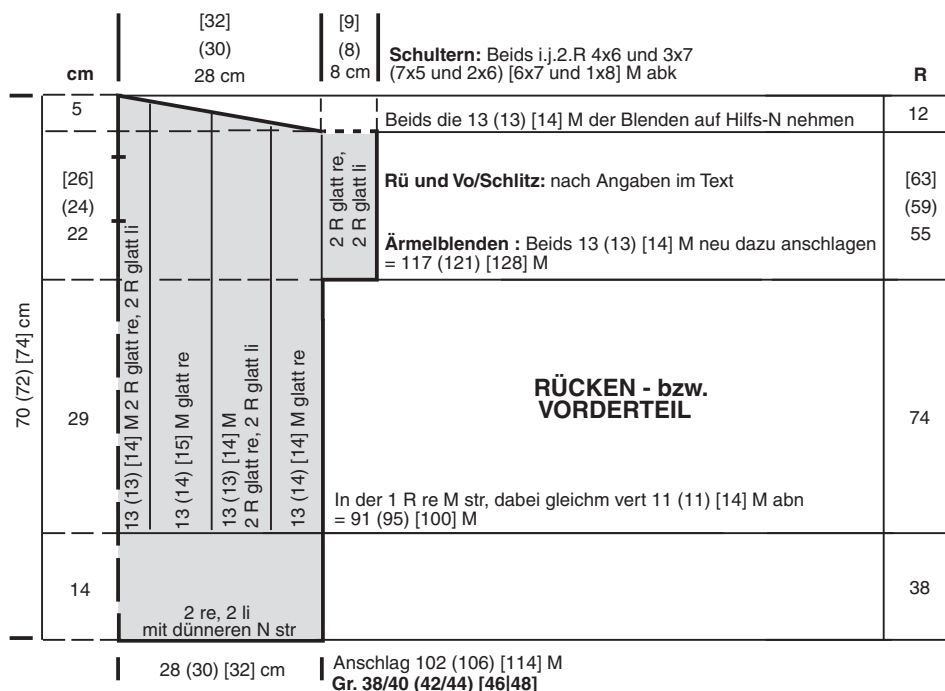 [32]
(30)
28 cm
[9]
(8)
8 cm
Schultern: Beids i.j.2.R 4x6 und 3x7
(7x5 und 2x6) [6x7 und 1x8] M abk
cm
R
5
Beids die 13 (13) [14] M der Blenden auf Hilfs-N nehmen
12
2 R glatt re,
2 R glatt li
[26]
(24)
22
Rü und Vo/Schlitz: nach Angaben im Text
[63]
(59)
55
Ärmelblenden : Beids 13 (13) [14] M neu dazu anschlagen
= 117 (121) [128] M
70 (72) [74] cm
29
13 (13) [14] M 2 R glatt re, 2 R glatt li
13 (14) [15] M glatt re
13 (13) [14] M
2 R glatt re, 2 R glatt li
13 (14) [14] M glatt re
RÜCKEN - bzw.
VORDERTEIL
74
In der 1 R re M str, dabei gleichm vert 11 (11) [14] M abn
= 91 (95) [100] M
14
2 re, 2 li
mit dünneren N str
38
28 (30) [32] cm
Anschlag 102 (106) [114] M
Gr. 38/40 (42/44) [46|48]